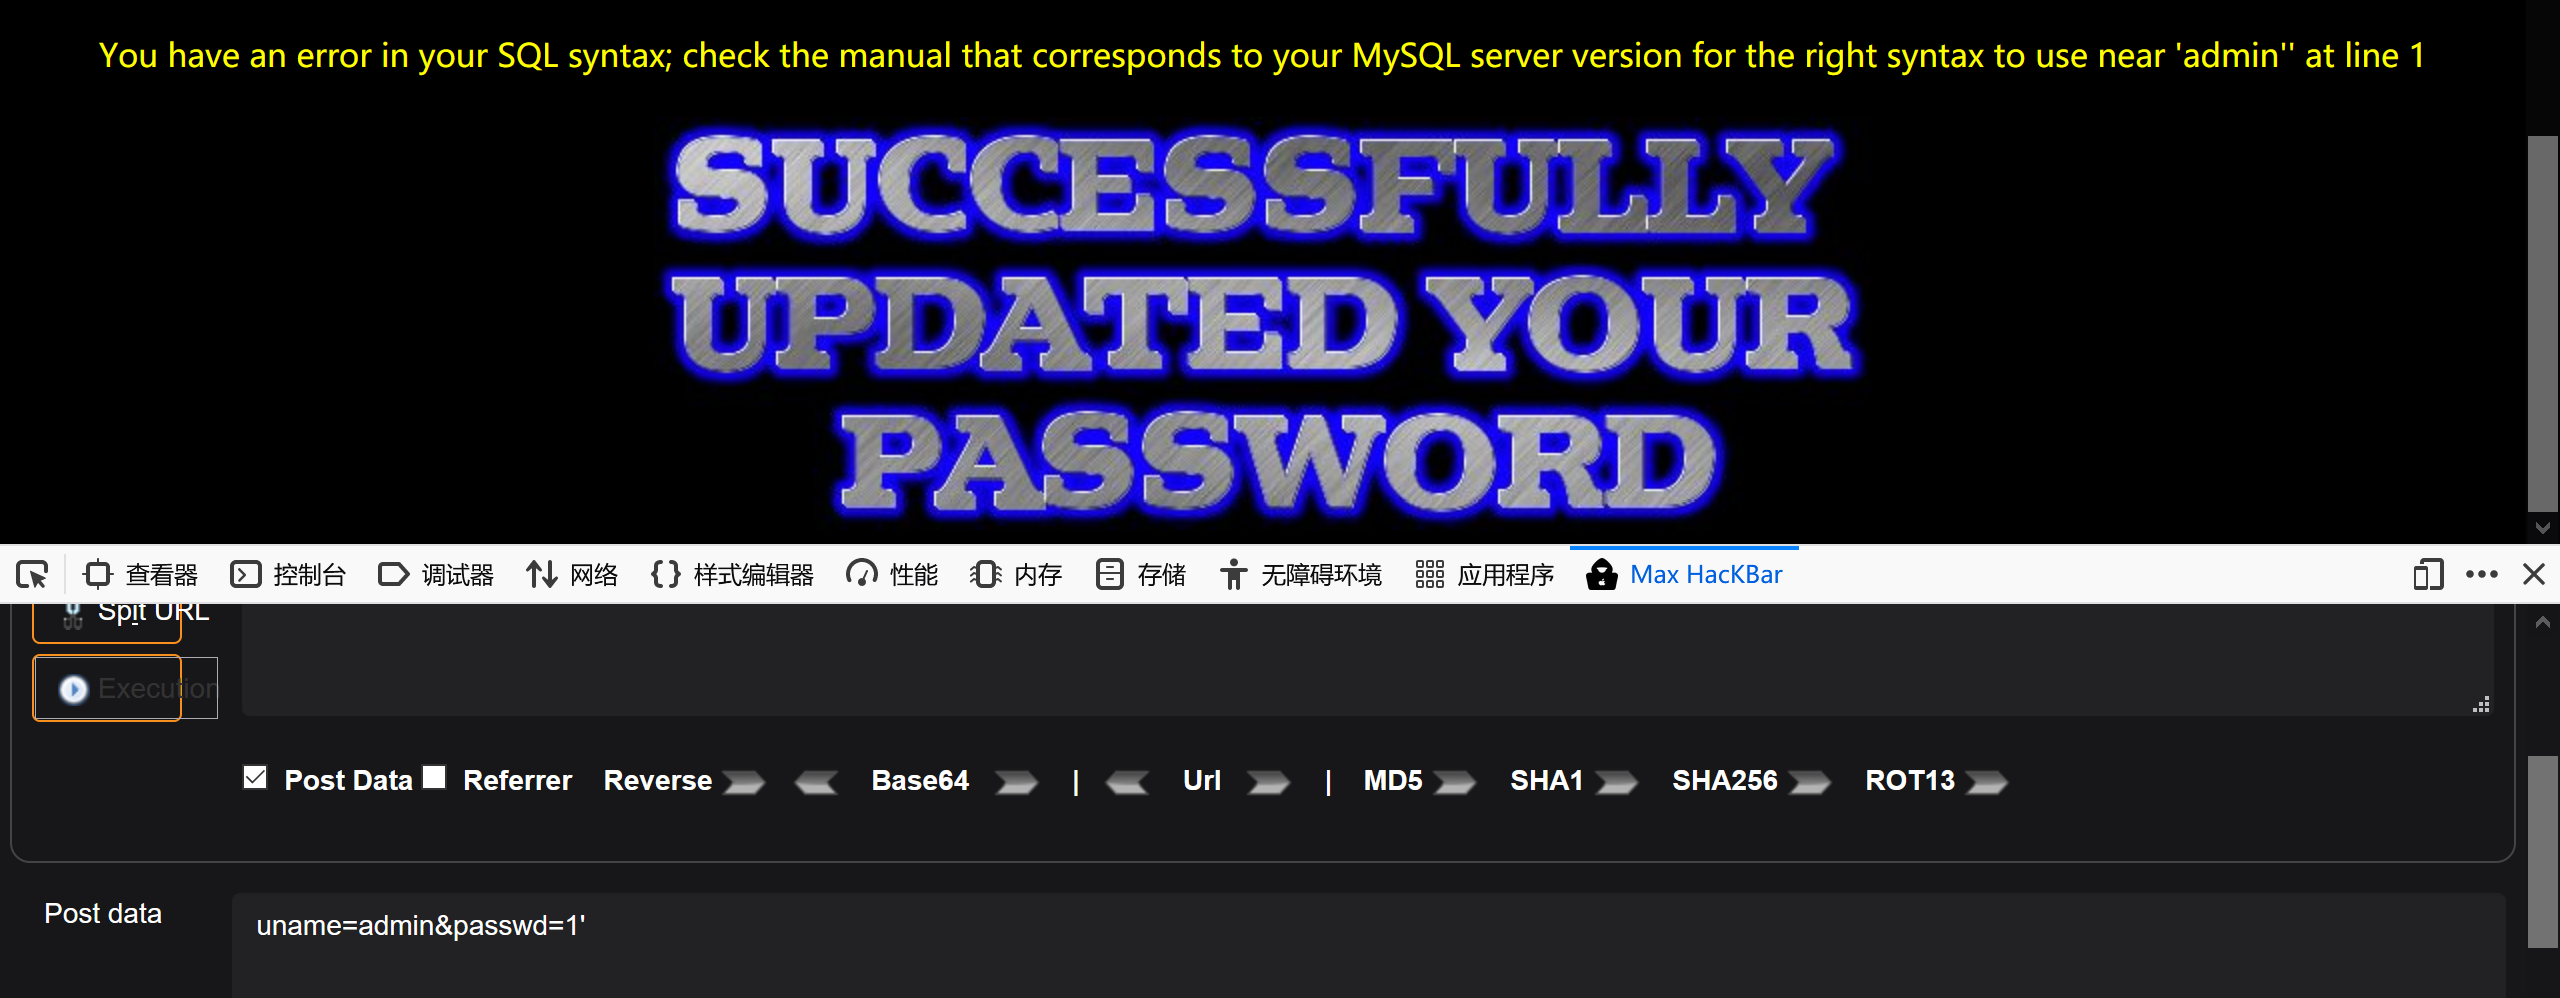 You have an error in your SQL syntax; check the manual that corresponds to your MySQL server version for the right syntax to use near 'admin'' at line 1
SUCCESSFULLY
UPDATED YOUR
PASSWORD
查看器 控制台 调试器 网络 样式编辑器 性能 内存 存储 无障碍环境 应用程序 Max HacKBar
Spit URL
Execution
Post Data Referrer Reverse Base64 | Url | MD5 SHA1 SHA256 ROT13
Post data
uname=admin&passwd=1'